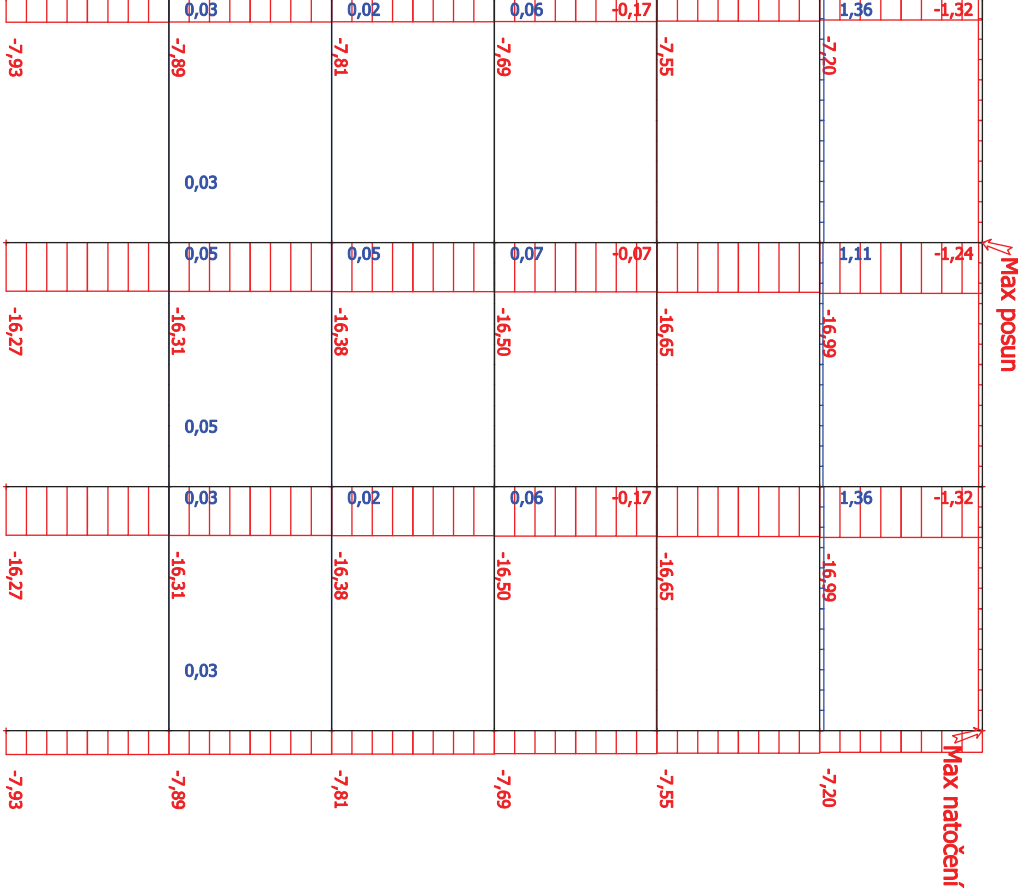 0,03 0,02 0,06 -0,17 1,36 -1,32
-7,93 -7,89 -7,81 -7,69 -7,55 -7,20
0,03
0,05 0,05 0,07 -0,07 1,11 -1,24
Max posun
-16,27 -16,31 -16,38 -16,50 -16,65 -16,99
0,05
0,03 0,02 0,06 -0,17 1,36 -1,32
-16,27 -16,31 -16,38 -16,50 -16,65 -16,99
0,03
Max natočení
-7,93 -7,89 -7,81 -7,69 -7,55 -7,20